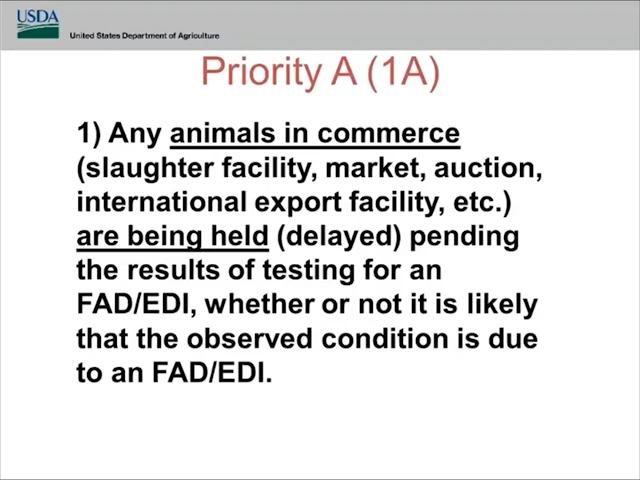 USDA
United States Department of Agriculture
Priority A (1A)
1) Any animals in commerce
(slaughter facility, market, auction,
international export facility, etc.)
are being held (delayed) pending
the results of testing for an
FAD/EDI, whether or not it is likely
that the observed condition is due
to an FAD/EDI.